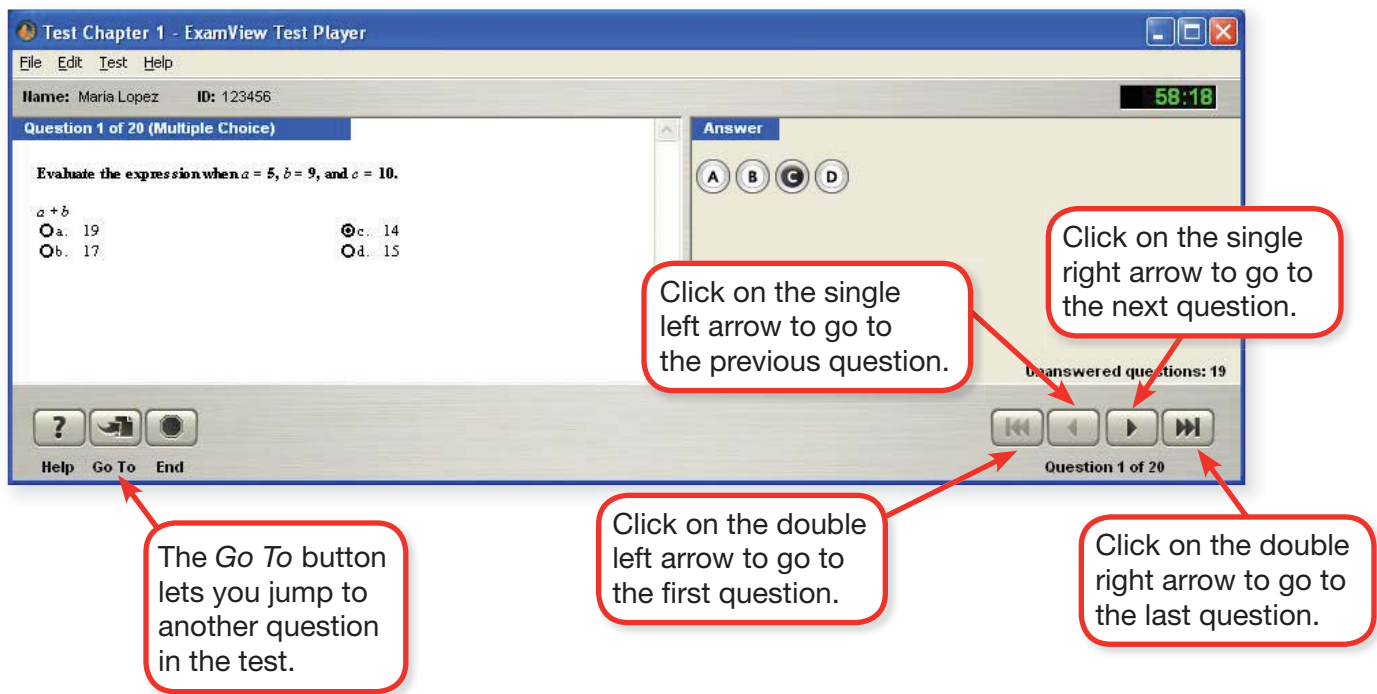 Test Chapter 1 - ExamView Test Player
File Edit Test Help
Name: Maria Lopez ID: 123456
58:18
Question 1 of 20 (Multiple Choice)
Evaluate the expression when a = 5, b = 9, and c = 10.
a + b
a. 19
c. 14
b. 17
d. 15
Answer
A B C D
Click on the single
right arrow to go to
the next question.
Click on the single
left arrow to go to
the previous question.
Unanswered questions: 19
?
Help Go To End
Question 1 of 20
The Go To button
lets you jump to
another question
in the test.
Click on the double
left arrow to go to
the first question.
Click on the double
right arrow to go to
the last question.